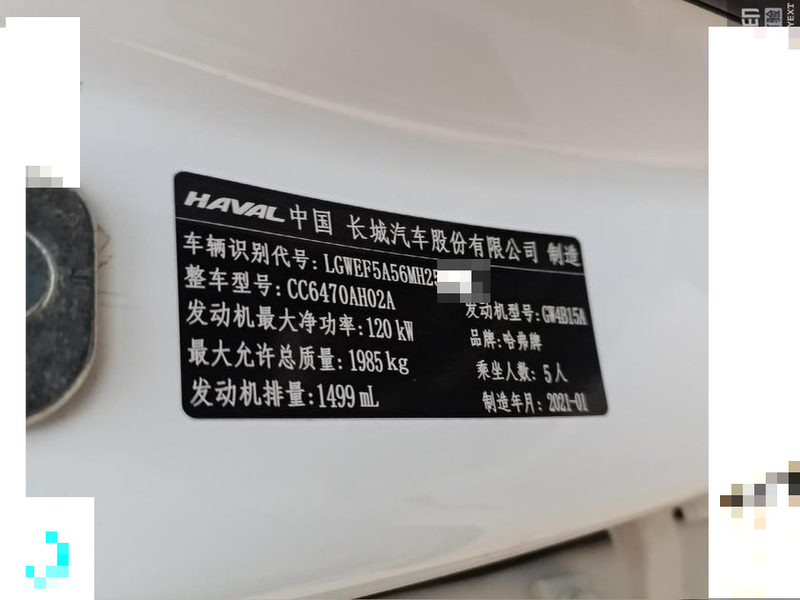 HAVAL 中国 长城汽车股份有限公司 制造
车辆识别代号:LGWEF5A56MH25
整车型号:CC6470AH02A
发动机型号:GW4B15A
发动机最大净功率:120 kW
品牌:哈弗牌
最大允许总质量:1985 kg
乘坐人数:5人
发动机排量:1499 mL
制造年月:2021-01